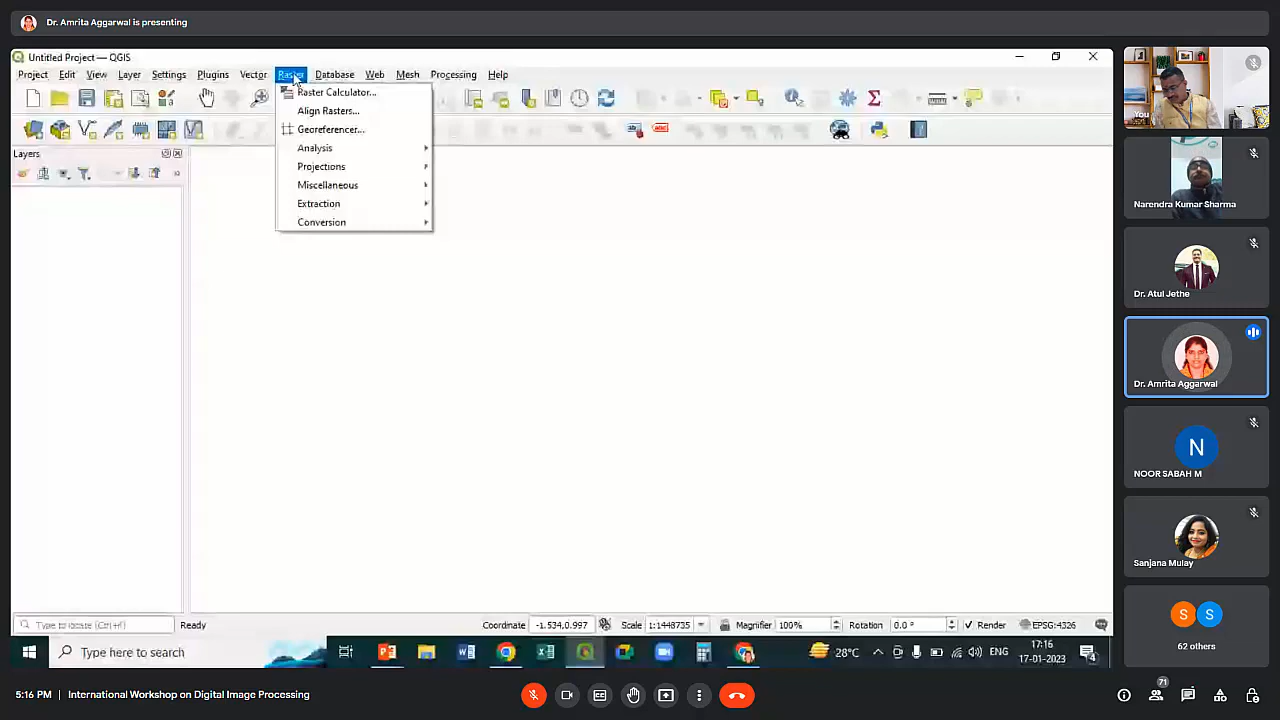 Dr. Amrita Aggarwal is presenting
Untitled Project — QGIS
Project Edit View Layer Settings Plugins Vector Raster Database Web Mesh Processing Help
Raster Calculator...
Align Rasters...
Georeferencer...
Analysis
Projections
Miscellaneous
Extraction
Conversion
Layers
abc
Type to locate (Ctrl+K)
Ready
Coordinate -1.534,0.997
Scale 1:1448735
Magnifier 100%
Rotation 0.0 °
Render
EPSG:4326
Type here to search
28°C
ENG
17:16
17-01-2023
4
You
Narendra Kumar Sharma
Dr. Atul Jethe
Dr. Amrita Aggarwal
N
NOOR SABAH M
Sanjana Mulay
S S
62 others
5:16 PM | International Workshop on Digital Image Processing
71